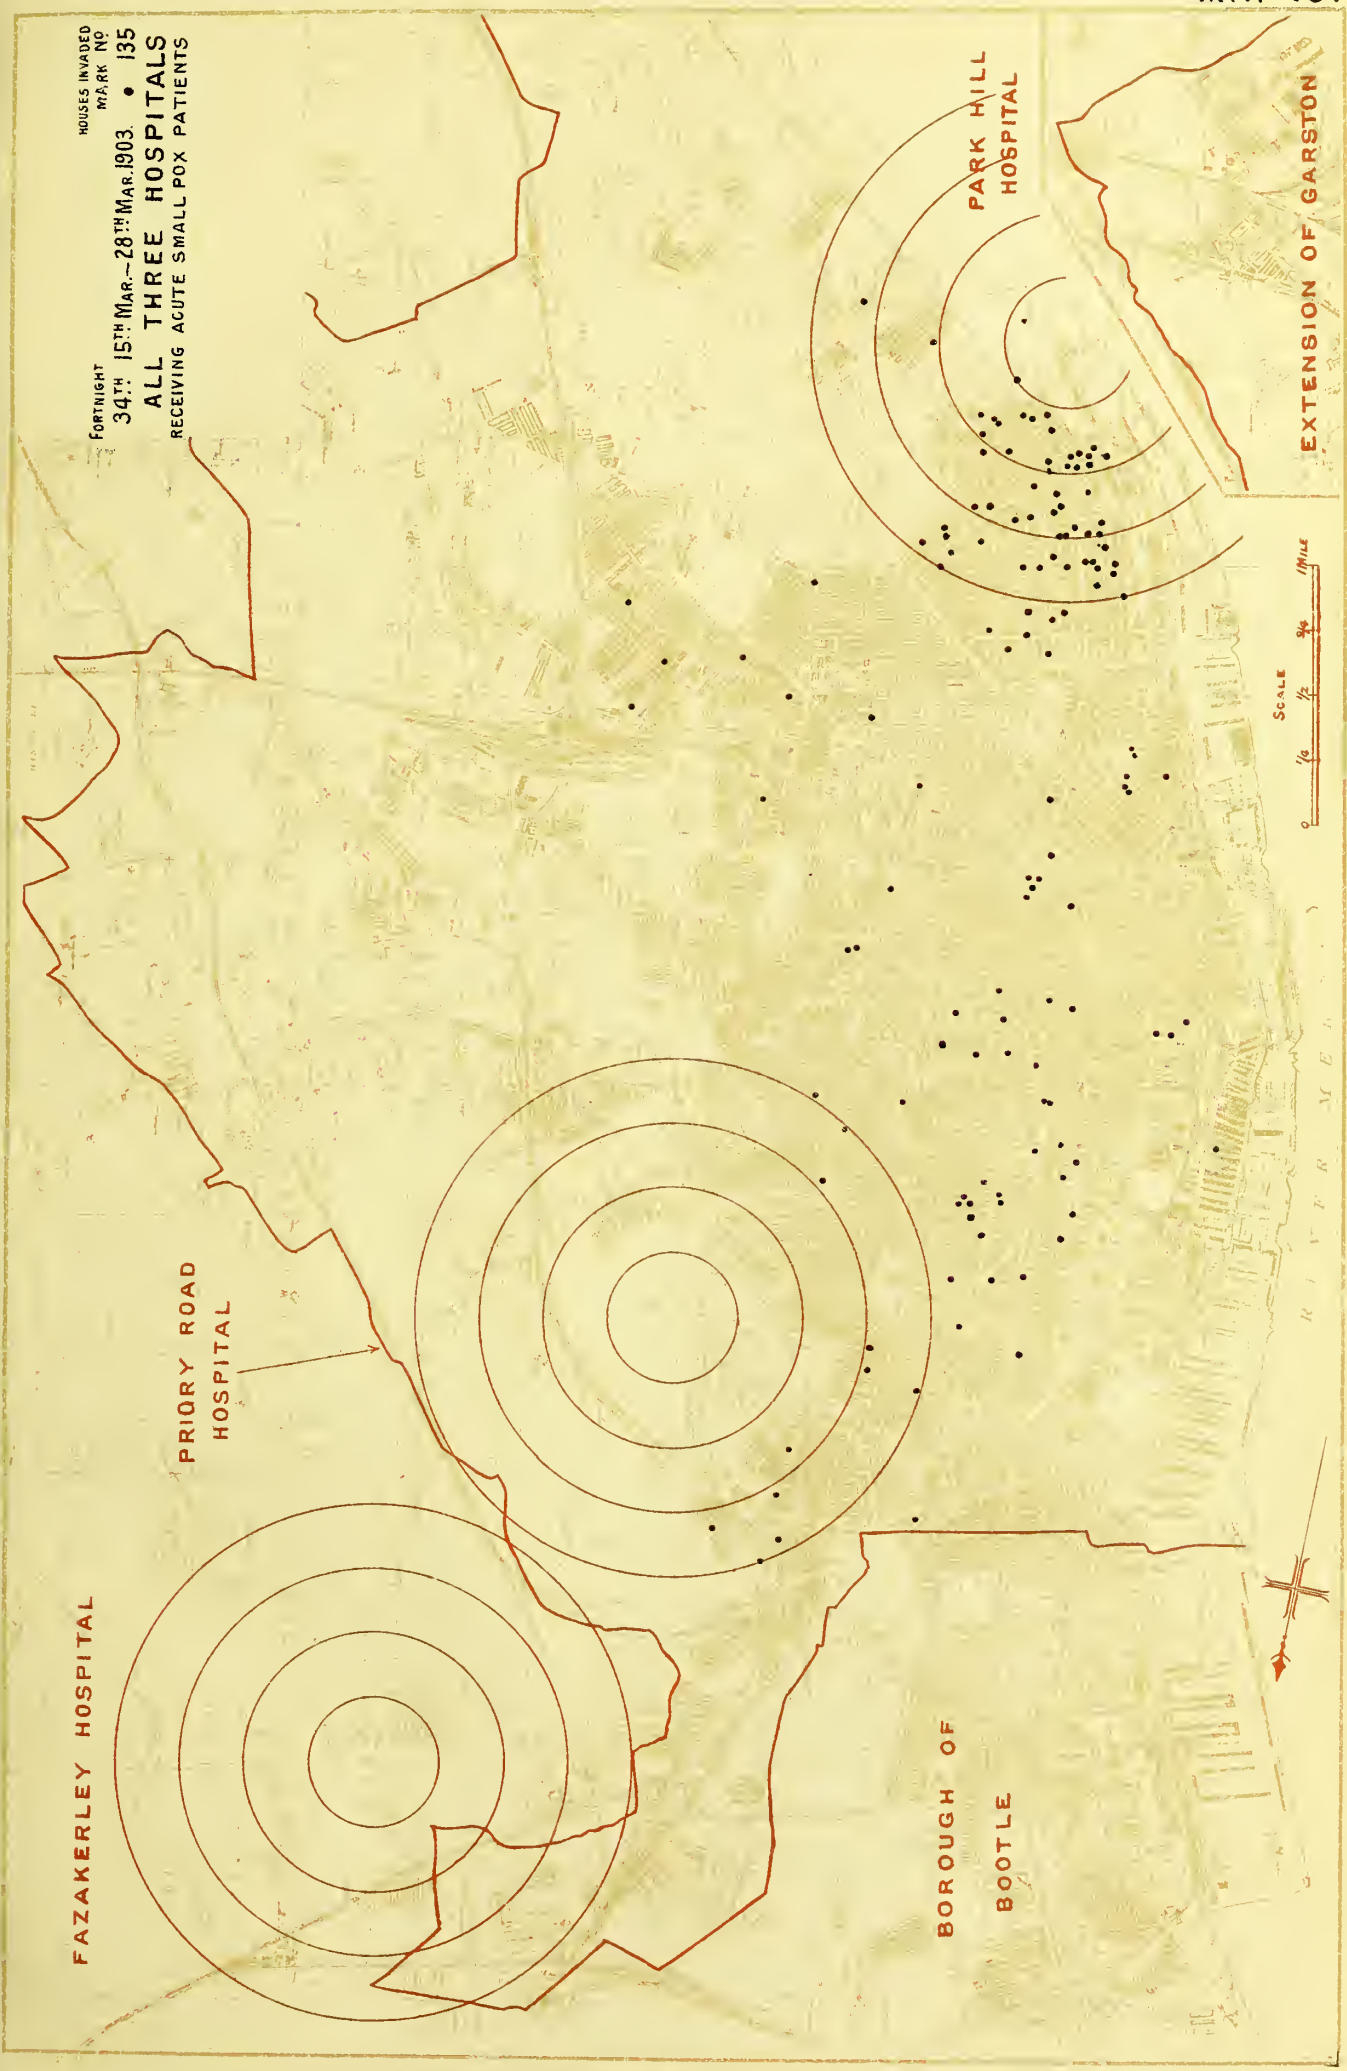 FORTNIGHT
HOUSES INVADED
MARK Nº
34TH 15TH MAR.–28TH MAR.1903. • 135
ALL THREE HOSPITALS
RECEIVING ACUTE SMALL POX PATIENTS
PARK HILL
HOSPITAL
EXTENSION OF GARSTON
PRIORY ROAD
HOSPITAL
FAZAKERLEY HOSPITAL
BOROUGH OF
BOOTLE
SCALE
0 1/4 1/2 3/4 1 MILE
RIVER